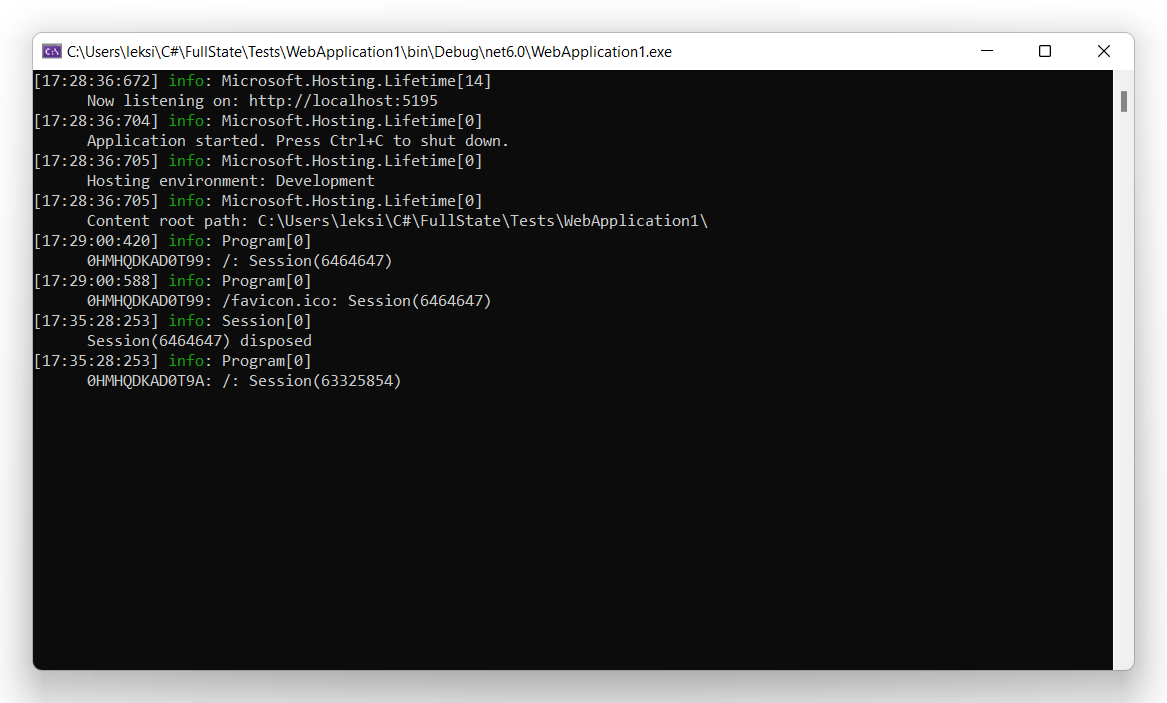 C:\Users\leksi\C#\FullState\Tests\WebApplication1\bin\Debug\net6.0\WebApplication1.exe
[17:28:36:672] info: Microsoft.Hosting.Lifetime[14]
      Now listening on: http://localhost:5195
[17:28:36:704] info: Microsoft.Hosting.Lifetime[0]
      Application started. Press Ctrl+C to shut down.
[17:28:36:705] info: Microsoft.Hosting.Lifetime[0]
      Hosting environment: Development
[17:28:36:705] info: Microsoft.Hosting.Lifetime[0]
      Content root path: C:\Users\leksi\C#\FullState\Tests\WebApplication1\
[17:29:00:420] info: Program[0]
      0HMHQDKAD0T99: /: Session(6464647)
[17:29:00:588] info: Program[0]
      0HMHQDKAD0T99: /favicon.ico: Session(6464647)
[17:35:28:253] info: Session[0]
      Session(6464647) disposed
[17:35:28:253] info: Program[0]
      0HMHQDKAD0T9A: /: Session(63325854)